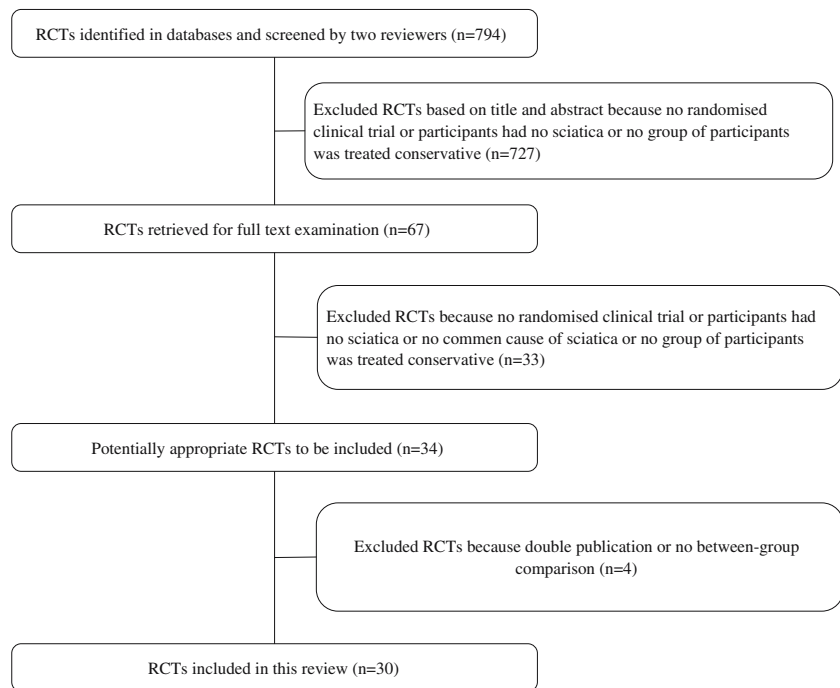 RCTs identified in databases and screened by two reviewers (n=794)
Excluded RCTs based on title and abstract because no randomised
clinical trial or participants had no sciatica or no group of participants
was treated conservative (n=727)
RCTs retrieved for full text examination (n=67)
Excluded RCTs because no randomised clinical trial or participants had
no sciatica or no commen cause of sciatica or no group of participants
was treated conservative (n=33)
Potentially appropriate RCTs to be included (n=34)
Excluded RCTs because double publication or no between-group
comparison (n=4)
RCTs included in this review (n=30)